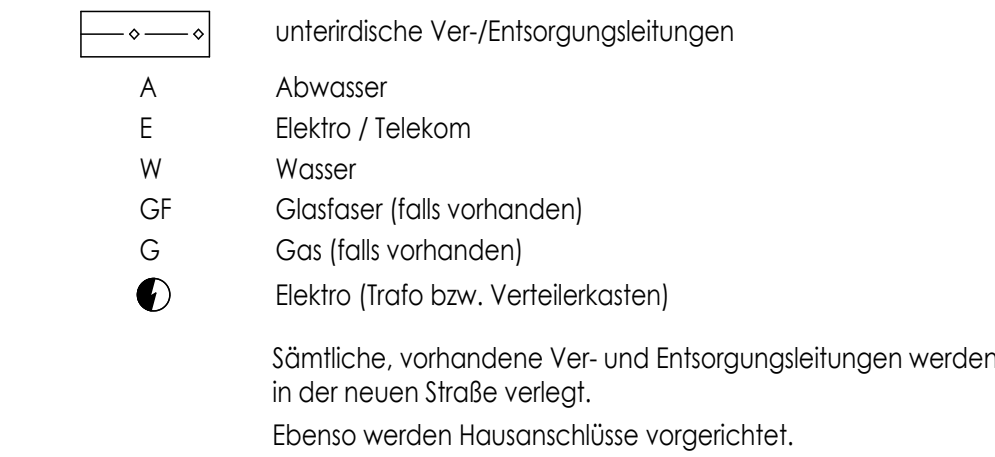 unterirdische Ver-/Entsorgungsleitungen
A Abwasser
E Elektro / Telekom
W Wasser
GF Glasfaser (falls vorhanden)
G Gas (falls vorhanden)
Elektro (Trafo bzw. Verteilerkasten)
Sämtliche, vorhandene Ver- und Entsorgungsleitungen werden
in der neuen Straße verlegt.
Ebenso werden Hausanschlüsse vorgerichtet.